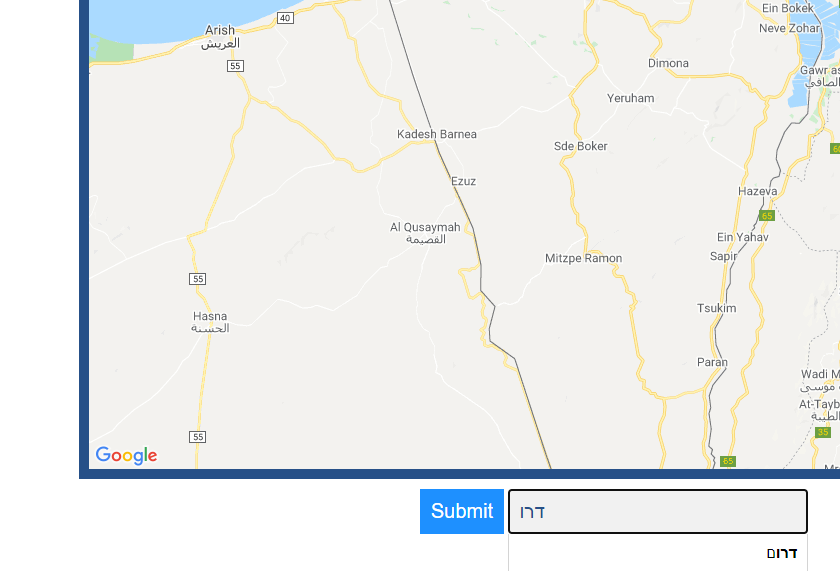 Ein Bokek
Neve Zohar
40
Arish
العريش
55
Dimona
Gawr as
الصافي
Yeruham
Kadesh Barnea
Sde Boker
60
Ezuz
Hazeva
65
Al Qusaymah
القصيمة
Ein Yahav
Sapir
Mitzpe Ramon
55
Hasna
الحسنة
Tsukim
Paran
Wadi M
موسى
At-Tayb
الطيبة
35
55
Google
65
Submit
דרו
דרום